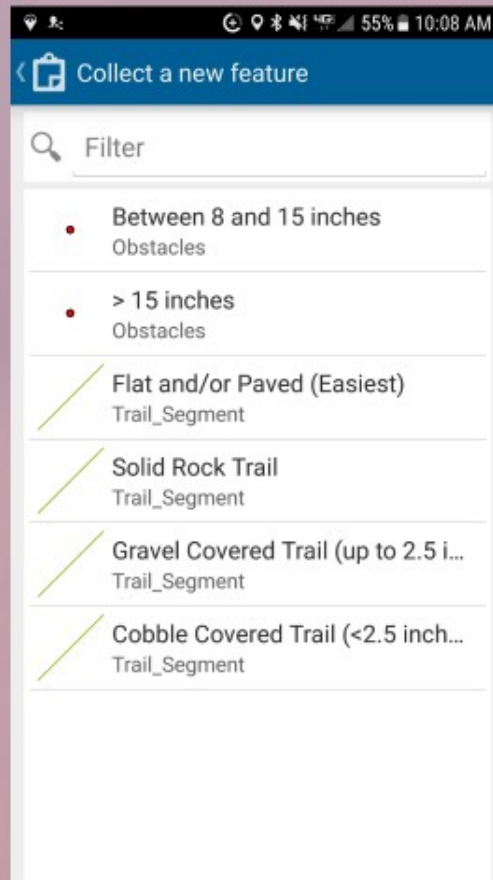 55% 10:08 AM
Collect a new feature
Filter
Between 8 and 15 inches
Obstacles
> 15 inches
Obstacles
Flat and/or Paved (Easiest)
Trail_Segment
Solid Rock Trail
Trail_Segment
Gravel Covered Trail (up to 2.5 i...
Trail_Segment
Cobble Covered Trail (<2.5 inch...
Trail_Segment